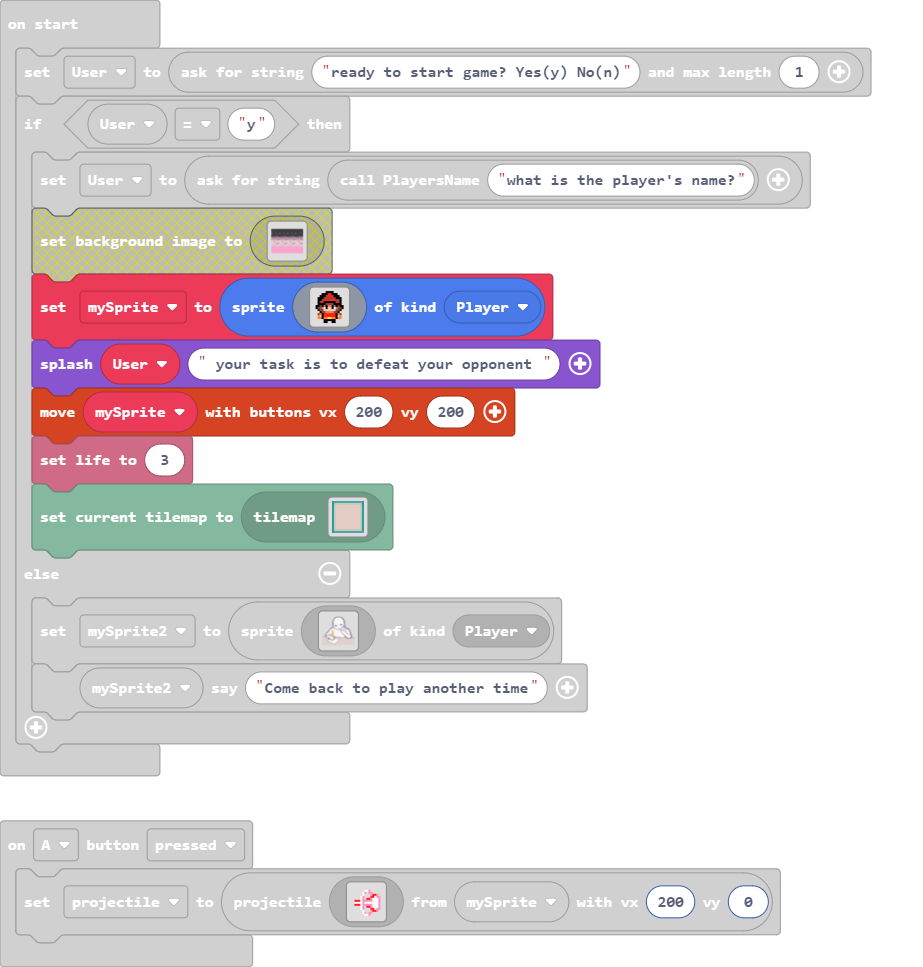 on start
set User to ask for string "ready to start game? Yes(y) No(n)" and max length 1
if User = "y" then
set User to ask for string call PlayersName "what is the player's name?"
set background image to
set mySprite to sprite of kind Player
splash User " your task is to defeat your opponent "
move mySprite with buttons vx 200 vy 200
set life to 3
set current tilemap to tilemap
else
set mySprite2 to sprite of kind Player
mySprite2 say "Come back to play another time"
on A button pressed
set projectile to projectile from mySprite with vx 200 vy 0